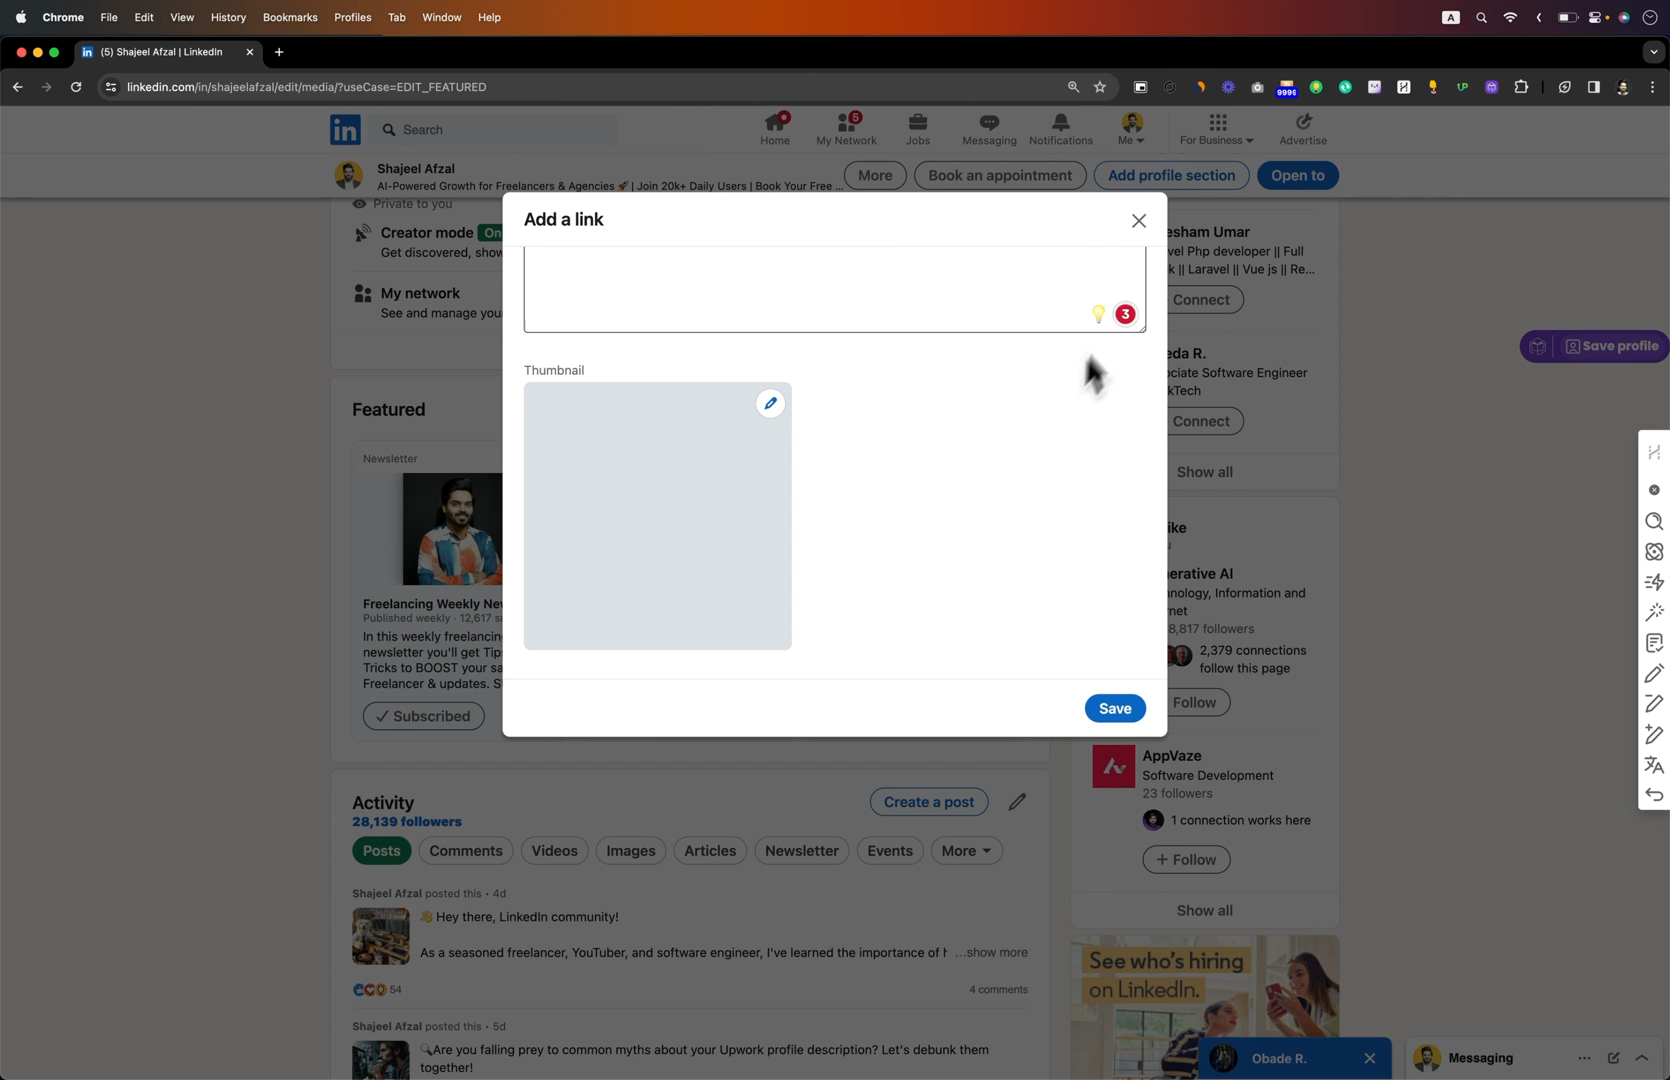 Chrome File Edit View History Bookmarks Profiles Tab Window Help A
in (5) Shajeel Afzal | LinkedIn
linkedin.com/in/shajeelafzal/edit/media/?useCase=EDIT_FEATURED
9999
UP
in Search
Home
5
My Network
Jobs
Messaging
Notifications
Me
For Business
Advertise
Shajeel Afzal
AI-Powered Growth for Freelancers & Agencies 🚀 | Join 20k+ Daily Users | Book Your Free ...
More
Book an appointment
Add profile section
Open to
Private to you
Creator mode On
Get discovered, show
My network
See and manage you
Add a link
3
Thumbnail
Save
esham Umar
vel Php developer || Full
k || Laravel || Vue js || Re...
Connect
eda R.
ociate Software Engineer
kTech
Connect
Show all
Save profile
Featured
Newsletter
Freelancing Weekly New
Published weekly · 12,617 s
In this weekly freelancin
newsletter you'll get Tip
Tricks to BOOST your sa
Freelancer & updates. S
✓ Subscribed
ike
erative AI
hnology, Information and
rnet
8,817 followers
2,379 connections
follow this page
Follow
AppVaze
Software Development
23 followers
1 connection works here
+ Follow
Show all
Activity
28,139 followers
Create a post
Posts
Comments
Videos
Images
Articles
Newsletter
Events
More
Shajeel Afzal posted this • 4d
👋 Hey there, LinkedIn community!
As a seasoned freelancer, YouTuber, and software engineer, I've learned the importance of ...show more
54
4 comments
Shajeel Afzal posted this • 5d
🔍Are you falling prey to common myths about your Upwork profile description? Let's debunk them
together!
See who's hiring
on LinkedIn.
Obade R.
Messaging